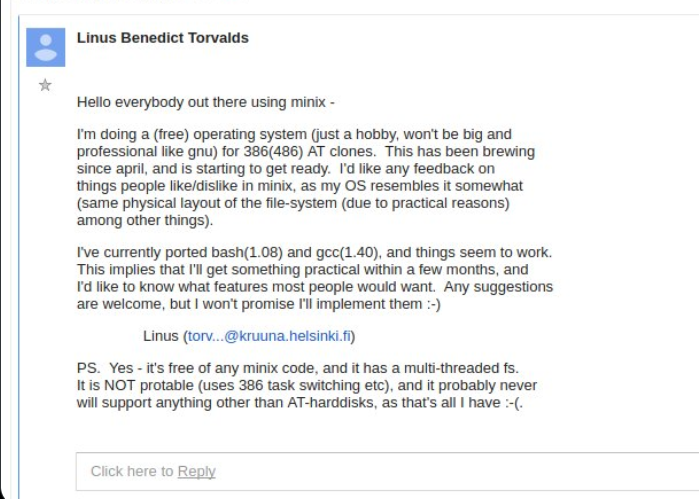 Linus Benedict Torvalds
Hello everybody out there using minix -
I'm doing a (free) operating system (just a hobby, won't be big and
professional like gnu) for 386(486) AT clones.  This has been brewing
since april, and is starting to get ready.  I'd like any feedback on
things people like/dislike in minix, as my OS resembles it somewhat
(same physical layout of the file-system (due to practical reasons)
among other things).
I've currently ported bash(1.08) and gcc(1.40), and things seem to work.
This implies that I'll get something practical within a few months, and
I'd like to know what features most people would want.  Any suggestions
are welcome, but I won't promise I'll implement them :-)
Linus (torv...@kruuna.helsinki.fi)
PS.  Yes - it's free of any minix code, and it has a multi-threaded fs.
It is NOT protable (uses 386 task switching etc), and it probably never
will support anything other than AT-harddisks, as that's all I have :-(.
Click here to Reply